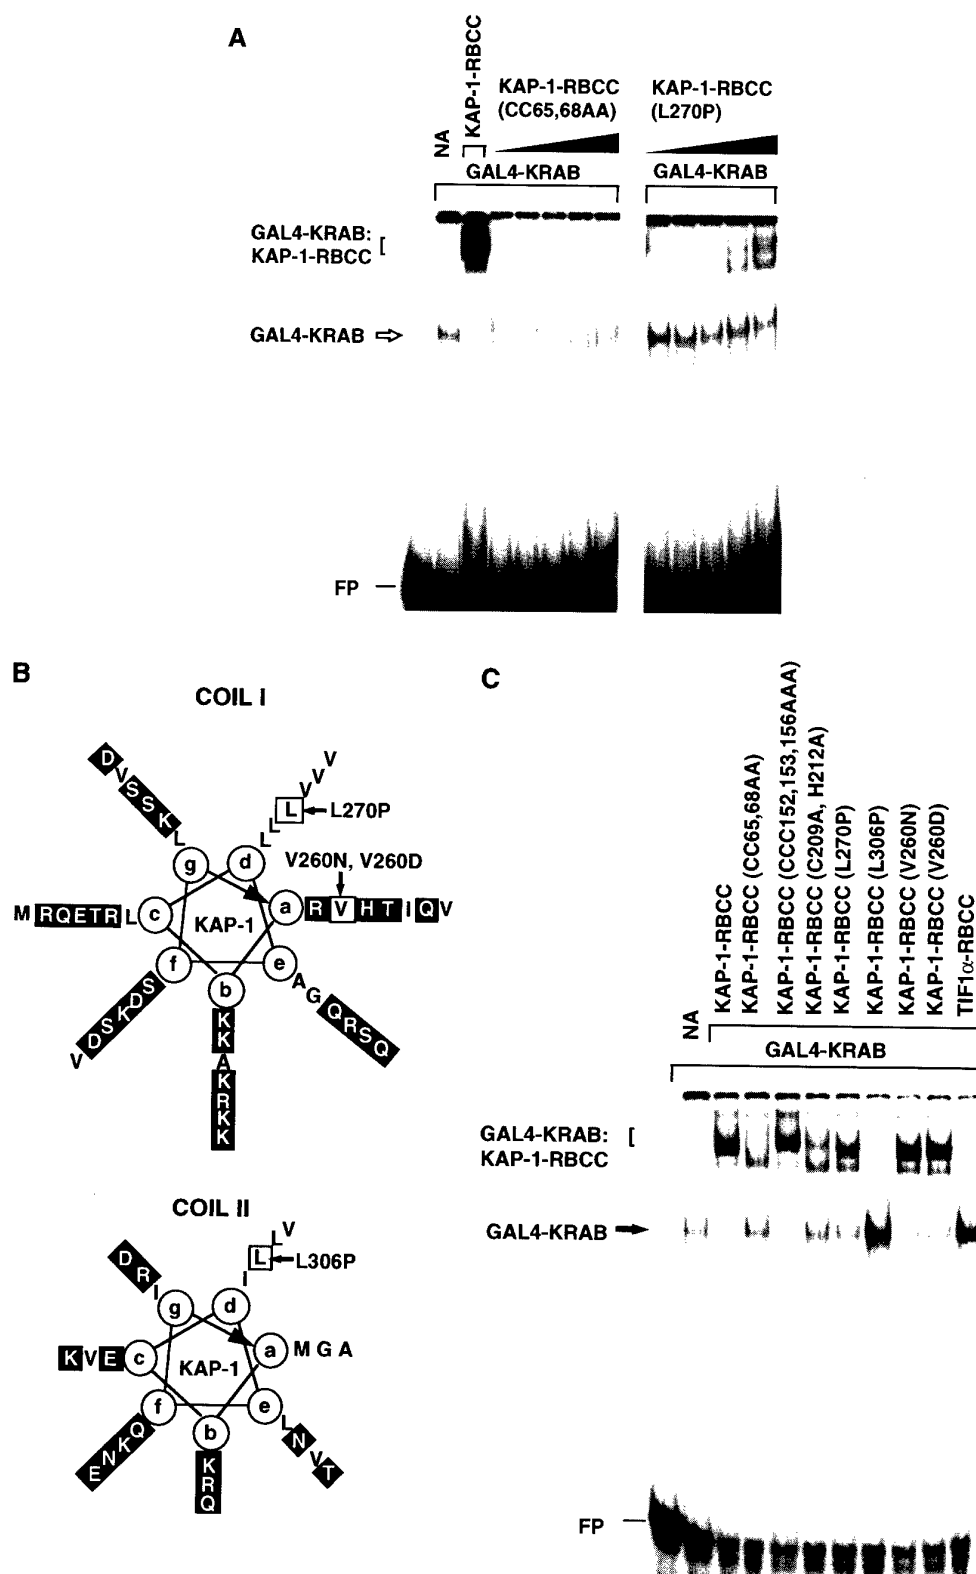 A
NA
KAP-1-RBCC
KAP-1-RBCC
(CC65,68AA)
KAP-1-RBCC
(L270P)
GAL4-KRAB
GAL4-KRAB
GAL4-KRAB:
KAP-1-RBCC
[
GAL4-KRAB
FP
B
COIL I
D V S S K L
V V V L L L
L270P
V260N, V260D
g
d
M R Q E T R L
c
KAP-1
a
R V H T I Q V
f
e
b
V D S K D S
K K A K R K K
A G Q R S Q
COIL II
D R I
V L L I
L306P
g
d
K V E
c
KAP-1
a
M G A
f
e
b
E N K Q
K R Q
L N V T
C
NA
KAP-1-RBCC
KAP-1-RBCC (CC65,68AA)
KAP-1-RBCC (CCC152,153,156AAA)
KAP-1-RBCC (C209A, H212A)
KAP-1-RBCC (L270P)
KAP-1-RBCC (L306P)
KAP-1-RBCC (V260N)
KAP-1-RBCC (V260D)
TIF1α-RBCC
GAL4-KRAB
GAL4-KRAB:
KAP-1-RBCC
[
GAL4-KRAB
FP